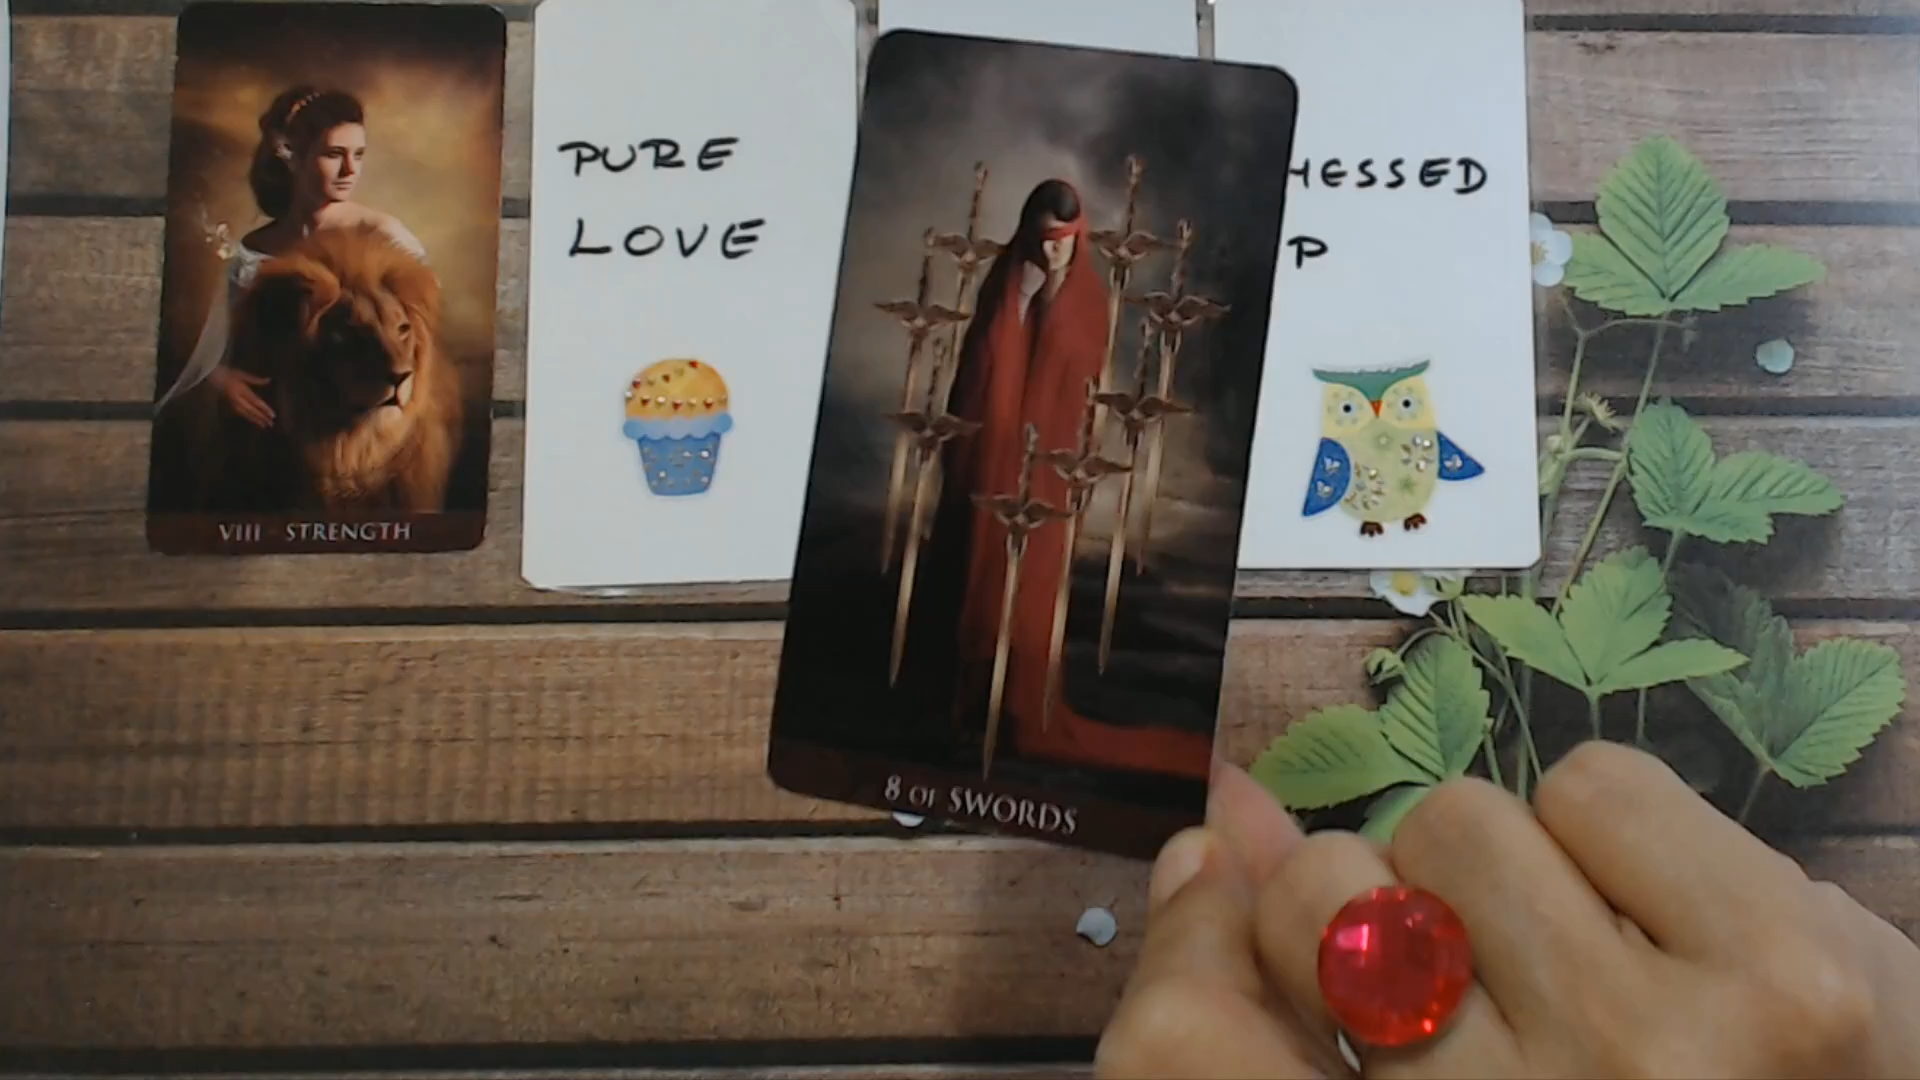 VIII - STRENGTH
PURE
LOVE
8 OF SWORDS
HESSED
P